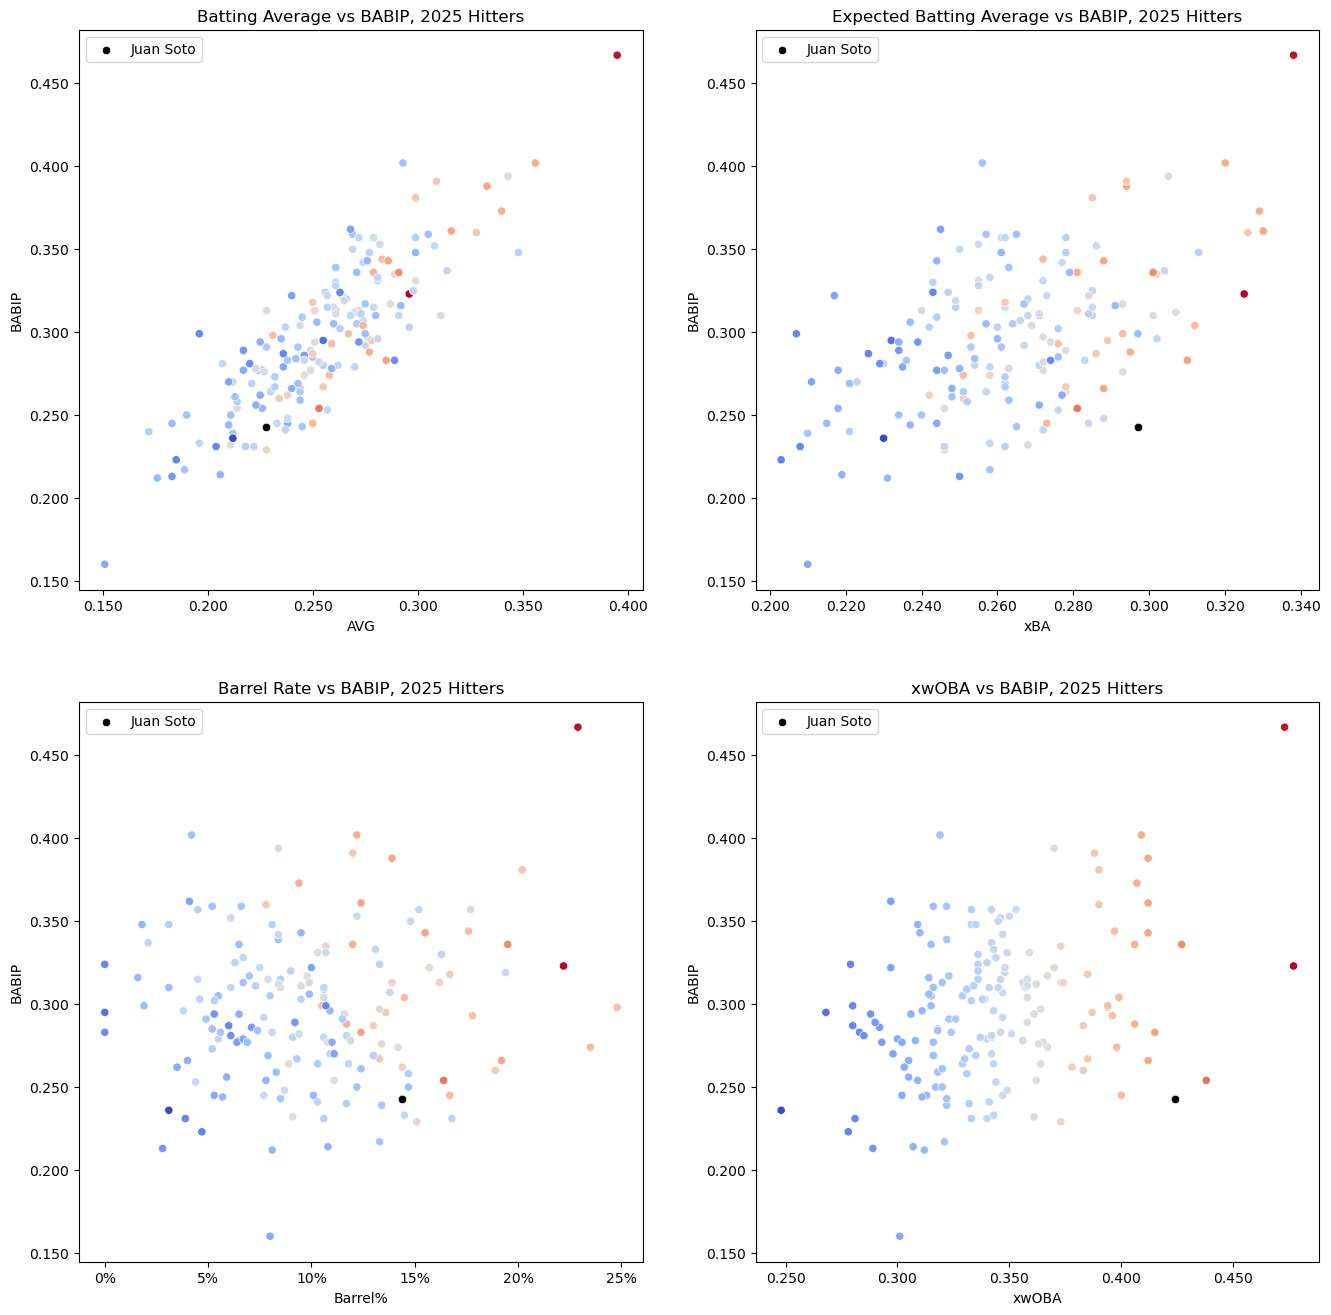 Batting Average vs BABIP, 2025 Hitters
Juan Soto
0.450
0.400
0.350
0.300
0.250
0.200
0.150
BABIP
0.150 0.200 0.250 0.300 0.350 0.400
AVG
Expected Batting Average vs BABIP, 2025 Hitters
Juan Soto
0.450
0.400
0.350
0.300
0.250
0.200
0.150
BABIP
0.200 0.220 0.240 0.260 0.280 0.300 0.320 0.340
xBA
Barrel Rate vs BABIP, 2025 Hitters
Juan Soto
0.450
0.400
0.350
0.300
0.250
0.200
0.150
BABIP
0% 5% 10% 15% 20% 25%
Barrel%
xwOBA vs BABIP, 2025 Hitters
Juan Soto
0.450
0.400
0.350
0.300
0.250
0.200
0.150
BABIP
0.250 0.300 0.350 0.400 0.450
xwOBA